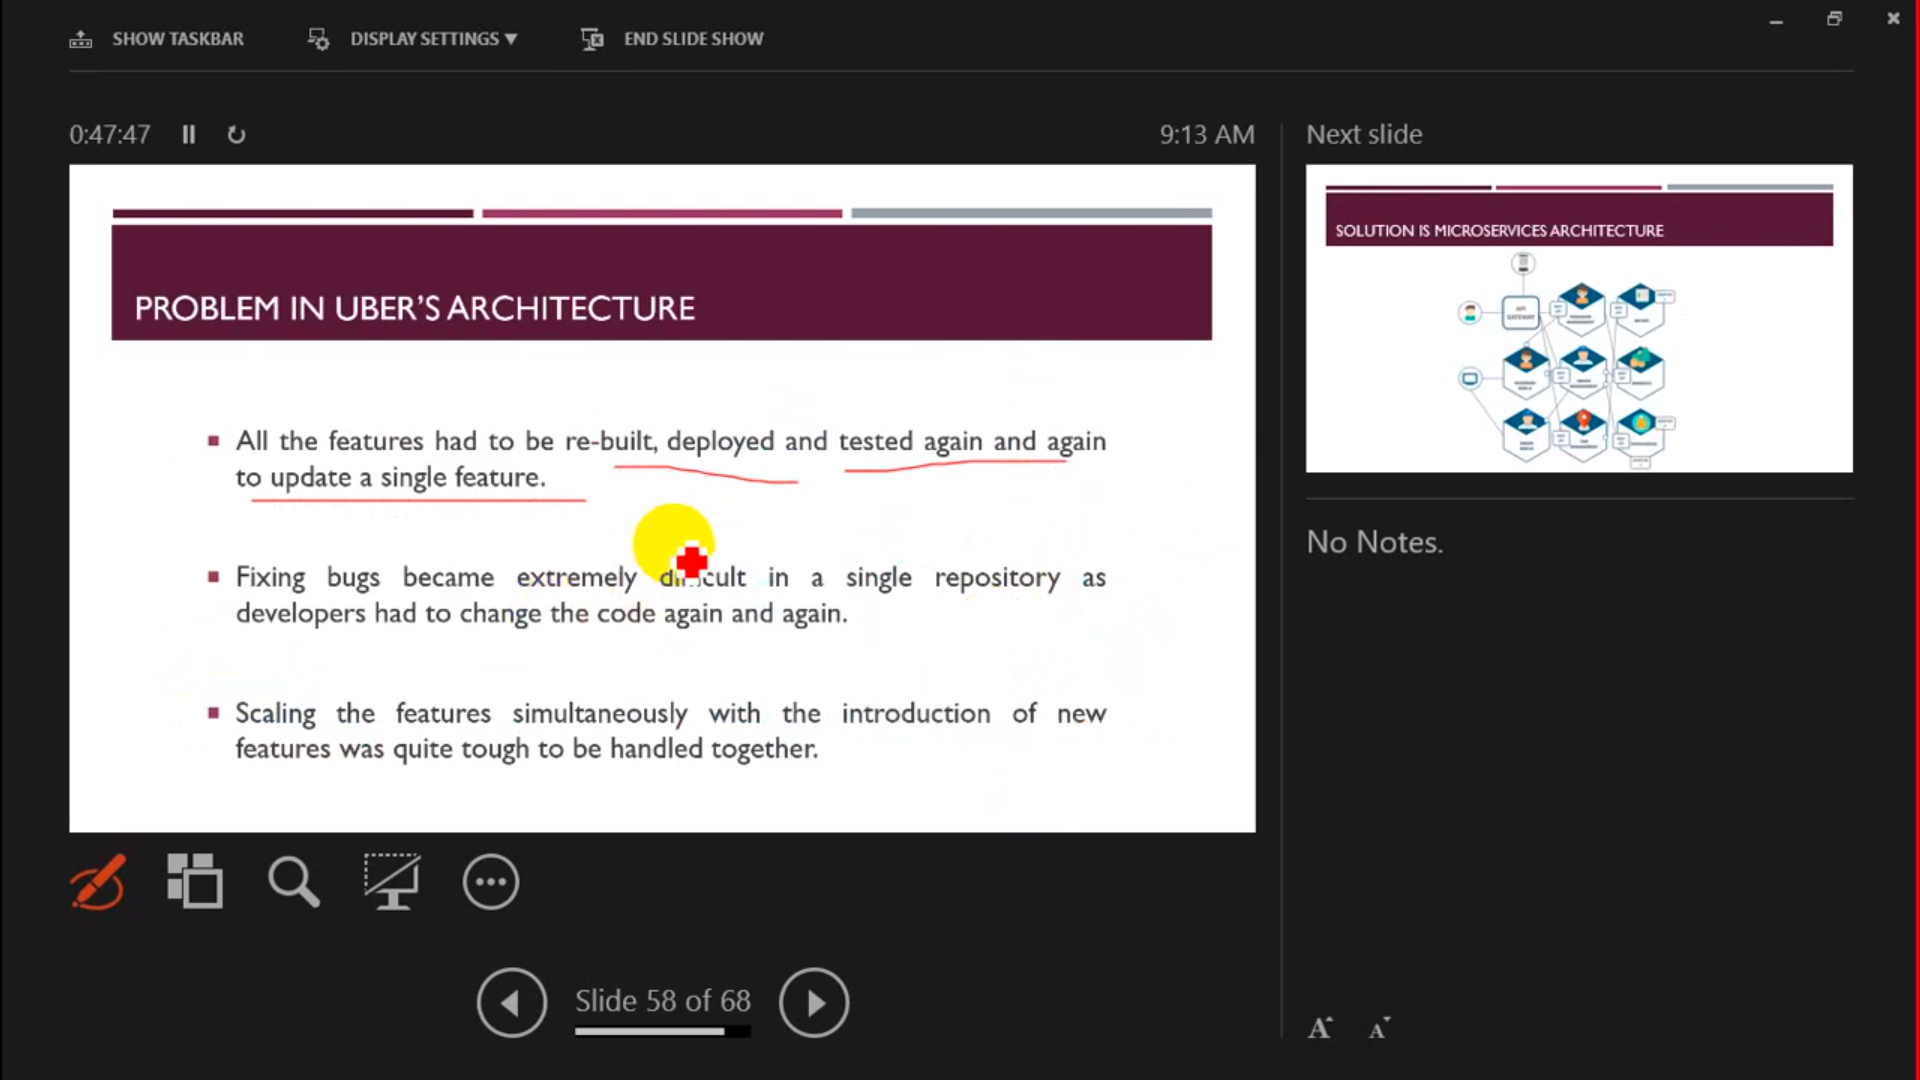 SHOW TASKBAR
DISPLAY SETTINGS ▼
END SLIDE SHOW
0:47:47
9:13 AM
PROBLEM IN UBER'S ARCHITECTURE
▪ All the features had to be re-built, deployed and tested again and again
to update a single feature.
▪ Fixing bugs became extremely in a single repository as
developers had to change the code again and again.
▪ Scaling the features simultaneously with the introduction of new
features was quite tough to be handled together.
Slide 58 of 68
Next slide
SOLUTION IS MICROSERVICES ARCHITECTURE
API
GATEWAY
No Notes.
A A